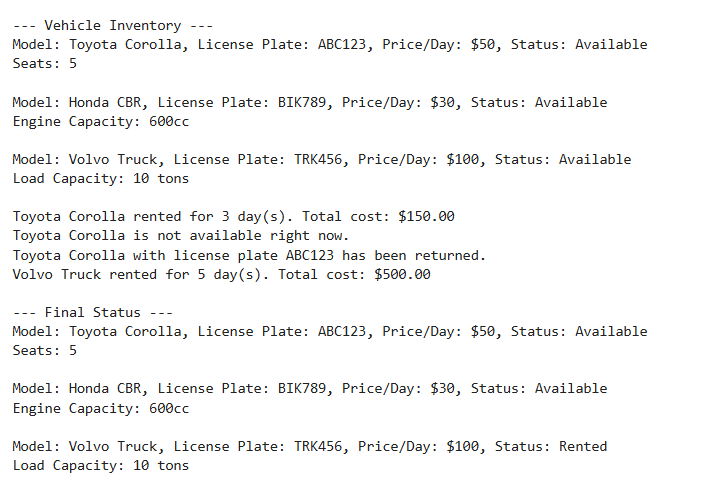 --- Vehicle Inventory ---
Model: Toyota Corolla, License Plate: ABC123, Price/Day: $50, Status: Available
Seats: 5
Model: Honda CBR, License Plate: BIK789, Price/Day: $30, Status: Available
Engine Capacity: 600cc
Model: Volvo Truck, License Plate: TRK456, Price/Day: $100, Status: Available
Load Capacity: 10 tons
Toyota Corolla rented for 3 day(s). Total cost: $150.00
Toyota Corolla is not available right now.
Toyota Corolla with license plate ABC123 has been returned.
Volvo Truck rented for 5 day(s). Total cost: $500.00
--- Final Status ---
Model: Toyota Corolla, License Plate: ABC123, Price/Day: $50, Status: Available
Seats: 5
Model: Honda CBR, License Plate: BIK789, Price/Day: $30, Status: Available
Engine Capacity: 600cc
Model: Volvo Truck, License Plate: TRK456, Price/Day: $100, Status: Rented
Load Capacity: 10 tons